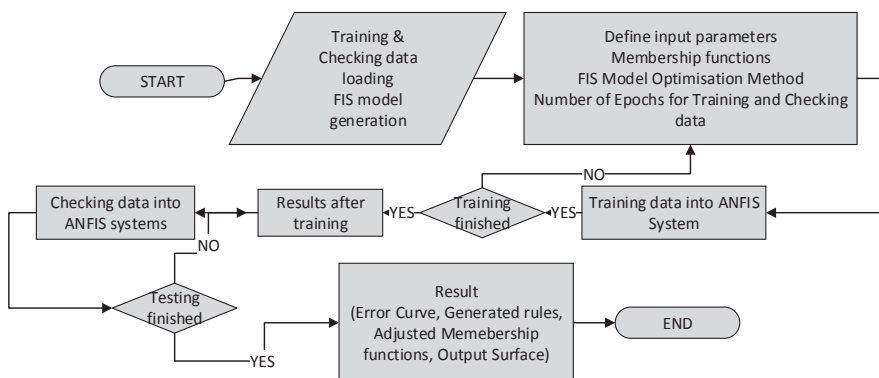 START
Training &
Checking data
loading
FIS model
generation
Define input parameters
Membership functions
FIS Model Optimisation Method
Number of Epochs for Training and Checking
data
NO
Checking data into
ANFIS systems
Results after
training
YES
Training
finished
YES
Training data into ANFIS
System
NO
Testing
finished
YES
Result
(Error Curve, Generated rules,
Adjusted Memebership
functions, Output Surface)
END